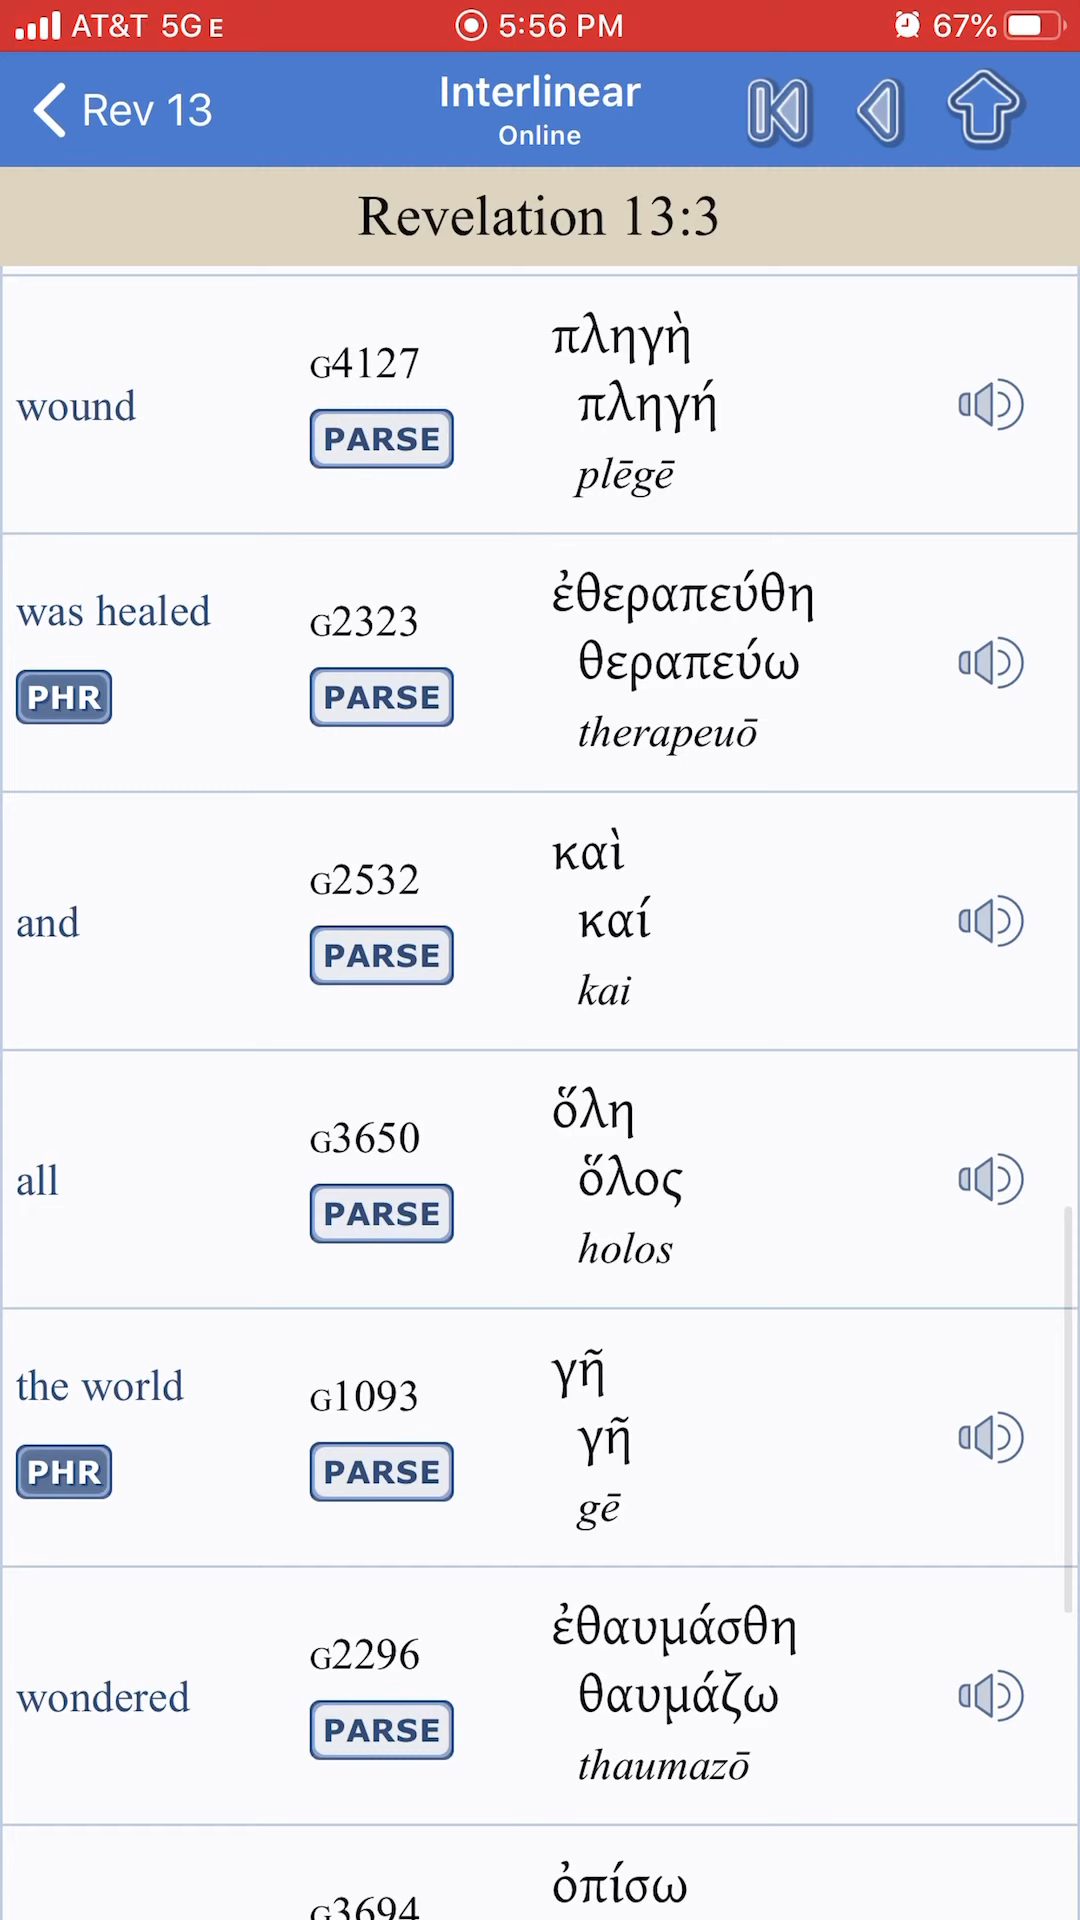 AT&T 5GE 5:56 PM 67%
Rev 13 Interlinear
Online
Revelation 13:3
wound G4127 πληγὴ
PARSE πληγή
plēgē
was healed G2323 ἐθεραπεύθη
PHR PARSE θεραπεύω
therapeuō
and G2532 καὶ
PARSE καί
kai
all G3650 ὅλη
PARSE ὅλος
holos
the world G1093 γῆ
PHR PARSE γῆ
gē
wondered G2296 ἐθαυμάσθη
PARSE θαυμάζω
thaumazō
G3694 ὀπίσω